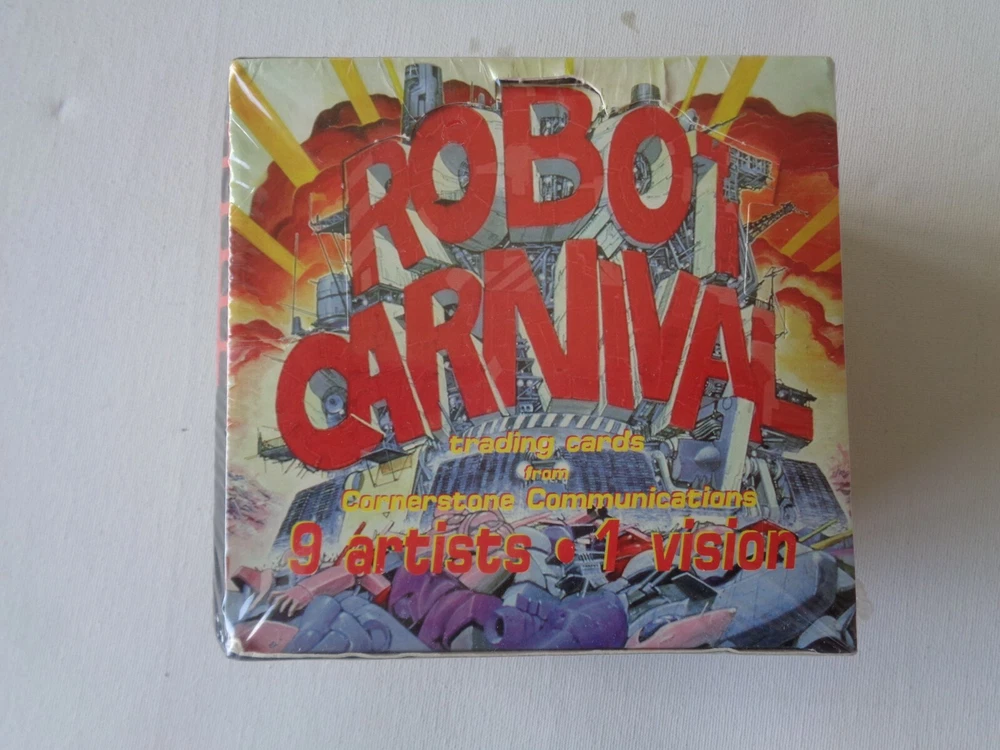 ROBOT
CARNIVAL
trading cards
from
Cornerstone Communications
9 artists • 1 vision